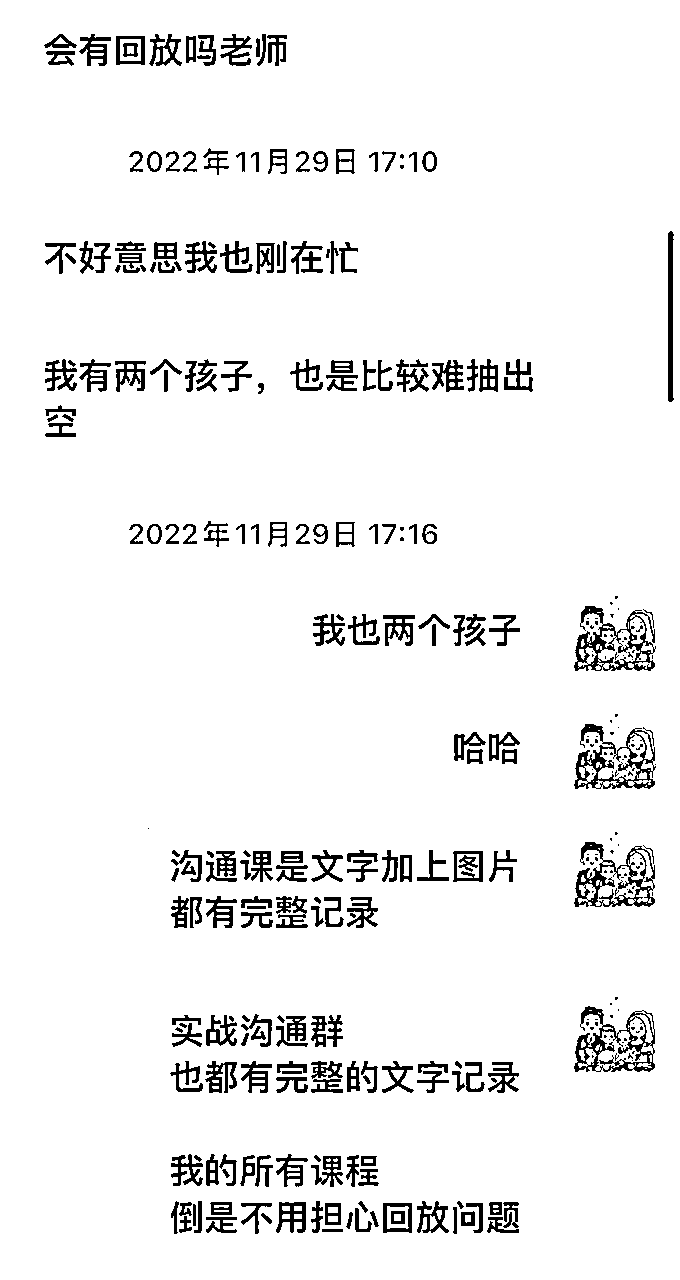 会有回放吗老师
2022年11月29日 17:10
不好意思我也刚在忙
我有两个孩子，也是比较难抽出
空
2022年11月29日 17:16
我也两个孩子
哈哈
沟通课是文字加上图片
都有完整记录
实战沟通群
也都有完整的文字记录
我的所有课程
倒是不用担心回放问题